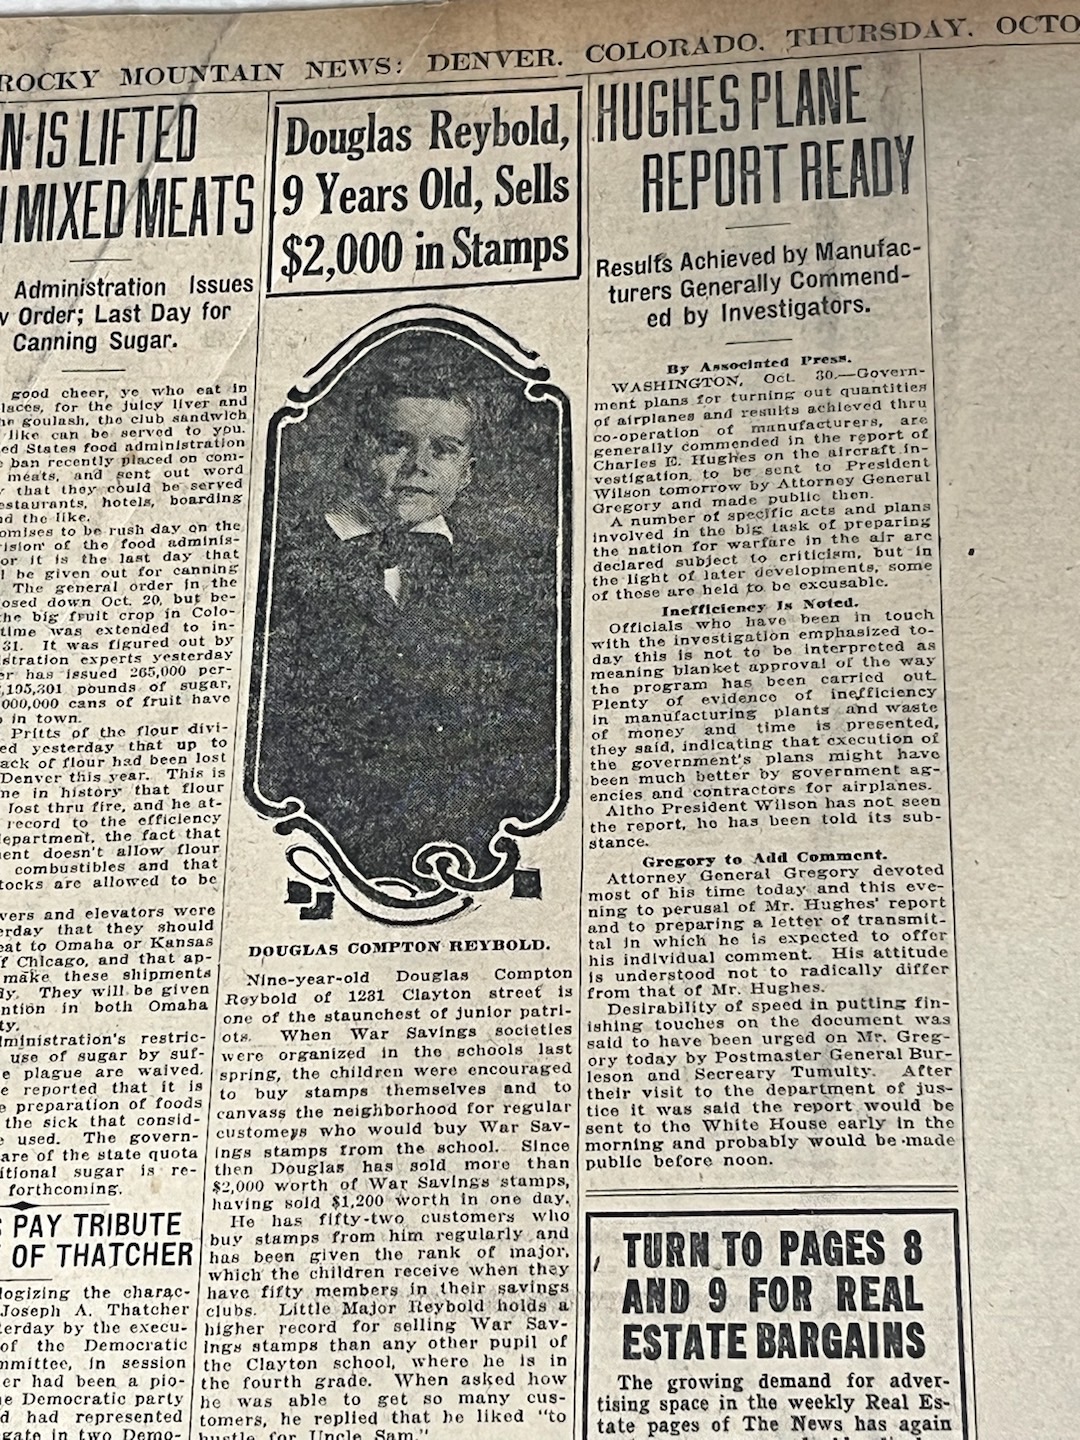 ROCKY MOUNTAIN NEWS: DENVER, COLORADO, THURSDAY, OCTO
N IS LIFTED
MIXED MEATS
Administration Issues
Order; Last Day for
Canning Sugar.
good cheer, ye who eat in
laces, for the juicy liver and
goulash, the club sandwich
like can be served to you.
ed States food administration
ban recently placed on com-
meats, and sent out word
that they could be served
estaurants, hotels, boarding
nd the like.
omises to be rush day on the
ision of the food adminis-
or it is the last day that
l be given out for canning
The general order in the
osed down Oct. 20, but be-
the big fruit crop in Colo-
time was extended to in-
31. It was figured out by
istration experts yesterday
er has issued 265,000 per-
,195,301 pounds of sugar,
000,000 cans of fruit have
in town.
Pritts of the flour divi-
ed yesterday that up to
ack of flour had been lost
Denver this year. This is
me in history that flour
lost thru fire, and he at-
record to the efficiency
epartment, the fact that
ment doesn't allow flour
combustibles and that
tocks are allowed to be
vers and elevators were
erday that they should
eat to Omaha or Kansas
f Chicago, and that ap-
make these shipments
ly. They will be given
ention in both Omaha
ty.
dministration's restric-
use of sugar by suf-
e plague are waived.
e reported that it is
e preparation of foods
the sick that consid-
e used. The govern-
are of the state quota
itional sugar is re-
forthcoming.
PAY TRIBUTE
OF THATCHER
logizing the charac-
Joseph A. Thatcher
terday by the execu-
of the Democratic
mmittee, in session
er had been a pio-
e Democratic party
d had represented
gate in two Demo-
Douglas Reybold,
9 Years Old, Sells
$2,000 in Stamps
DOUGLAS COMPTON REYBOLD.
Nine-year-old Douglas Compton
Reybold of 1231 Clayton street is
one of the staunchest of junior patri-
ots. When War Savings societies
were organized in the schools last
spring, the children were encouraged
to buy stamps themselves and to
canvass the neighborhood for regular
customeys who would buy War Sav-
ings stamps from the school. Since
then Douglas has sold more than
$2,000 worth of War Savings stamps,
having sold $1,200 worth in one day.
He has fifty-two customers who
buy stamps from him regularly and
has been given the rank of major,
which the children receive when they
have fifty members in their savings
clubs. Little Major Reybold holds a
higher record for selling War Sav-
ings stamps than any other pupil of
the Clayton school, where he is in
the fourth grade. When asked how
he was able to get so many cus-
tomers, he replied that he liked "to
hustle for Uncle Sam."
HUGHES PLANE
REPORT READY
Results Achieved by Manufac-
turers Generally Commend-
ed by Investigators.
By Associated Press.
WASHINGTON, Oct. 30.—Govern-
ment plans for turning out quantities
of airplanes and results achieved thru
co-operation of manufacturers, are
generally commended in the report of
Charles E. Hughes on the aircraft in-
vestigation, to be sent to President
Wilson tomorrow by Attorney General
Gregory and made public then.
A number of specific acts and plans
involved in the big task of preparing
the nation for warfare in the air are
declared subject to criticism, but in
the light of later developments, some
of these are held to be excusable.
Inefficiency Is Noted.
Officials who have been in touch
with the investigation emphasized to-
day this is not to be interpreted as
meaning blanket approval of the way
the program has been carried out.
Plenty of evidence of inefficiency
in manufacturing plants and waste
of money and time is presented,
they said, indicating that execution of
the government's plans might have
been much better by government ag-
encies and contractors for airplanes.
Altho President Wilson has not seen
the report, he has been told its sub-
stance.
Gregory to Add Comment.
Attorney General Gregory devoted
most of his time today and this eve-
ning to perusal of Mr. Hughes' report
and to preparing a letter of transmit-
tal in which he is expected to offer
his individual comment. His attitude
is understood not to radically differ
from that of Mr. Hughes.
Desirability of speed in putting fin-
ishing touches on the document was
said to have been urged on Mr. Greg-
ory today by Postmaster General Bur-
leson and Secreary Tumulty. After
their visit to the department of jus-
tice it was said the report would be
sent to the White House early in the
morning and probably would be made
public before noon.
TURN TO PAGES 8
AND 9 FOR REAL
ESTATE BARGAINS
The growing demand for adver-
tising space in the weekly Real Es-
tate pages of The News has again